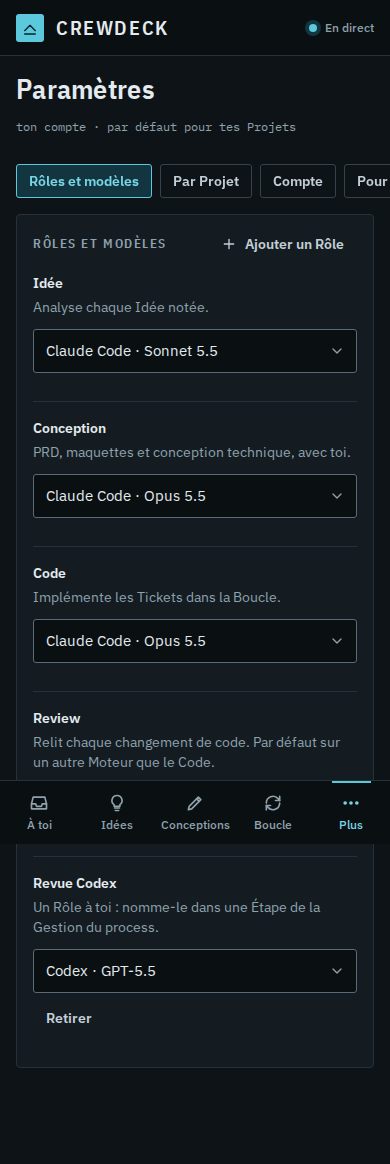 CREWDECK
En direct
Paramètres
ton compte · par défaut pour tes Projets
Rôles et modèles
Par Projet
Compte
Pour
RÔLES ET MODÈLES
Ajouter un Rôle
Idée
Analyse chaque Idée notée.
Claude Code · Sonnet 5.5
Conception
PRD, maquettes et conception technique, avec toi.
Claude Code · Opus 5.5
Code
Implémente les Tickets dans la Boucle.
Claude Code · Opus 5.5
Review
Relit chaque changement de code. Par défaut sur
un autre Moteur que le Code.
À toi
Idées
Conceptions
Boucle
Plus
Revue Codex
Un Rôle à toi : nomme-le dans une Étape de la
Gestion du process.
Codex · GPT-5.5
Retirer